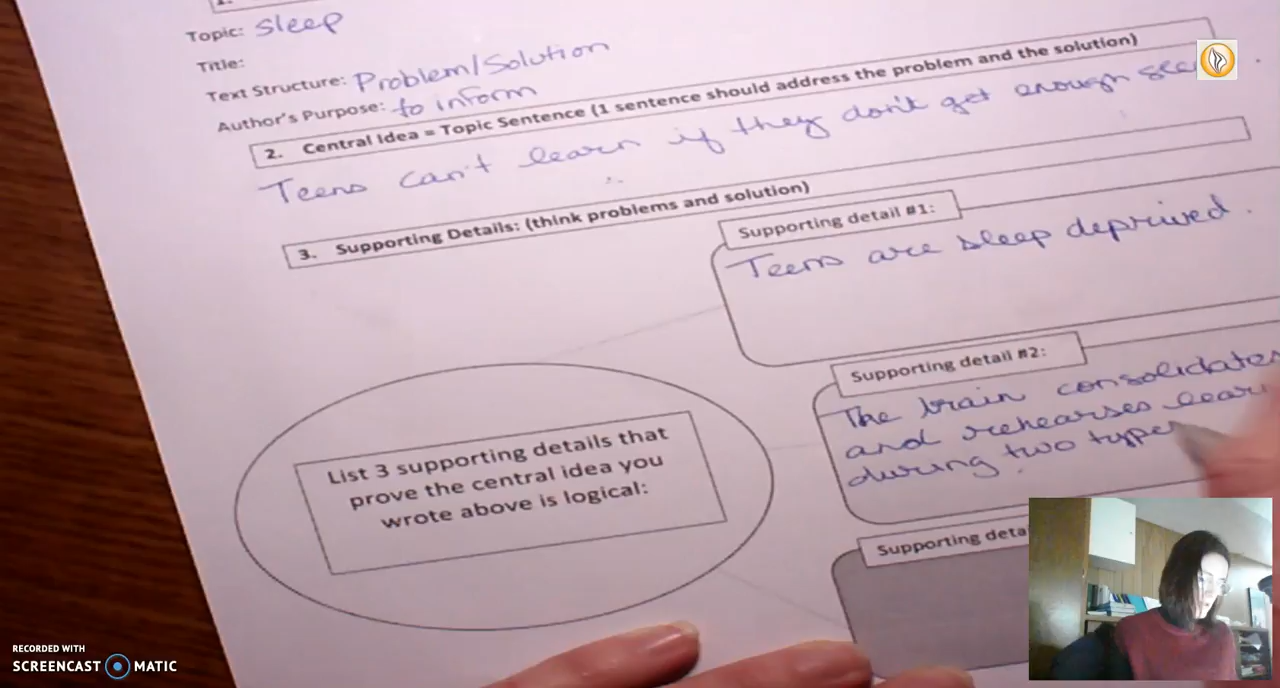 Topic: Sleep
Title:
Text Structure: Problem/Solution
Author's Purpose: to inform
2. Central Idea = Topic Sentence (1 sentence should address the problem and the solution)
Teens can't learn if they don't get enough
3. Supporting Details: (think problems and solution)
Supporting detail #1:
Teens are sleep deprived.
List 3 supporting details that
prove the central idea you
wrote above is logical:
Supporting detail #2:
The brain consolidates
and rehearses
during two
Supporting
RECORDED WITH
SCREENCAST MATIC